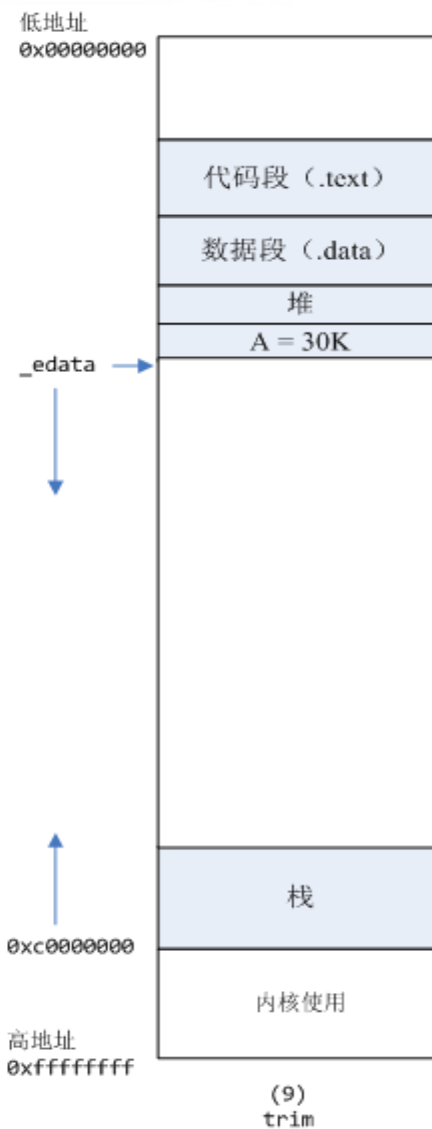 低地址
0x00000000
代码段（.text）
数据段（.data）
堆
A = 30K
_edata
栈
0xc0000000
内核使用
高地址
0xffffffff
(9)
trim